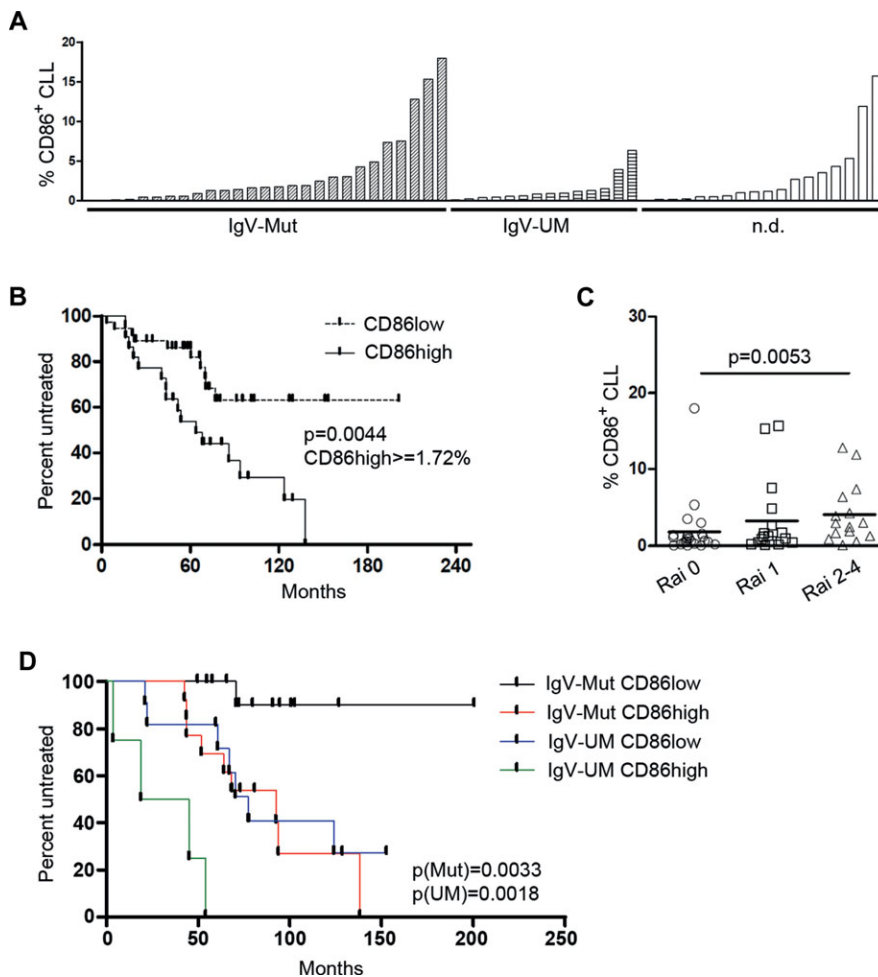 A
% CD86+ CLL
20
15
10
5
0
IgV-Mut
IgV-UM
n.d.
B
Percent untreated
100
80
60
40
20
0
0 60 120 180 240
Months
CD86low
CD86high
p=0.0044
CD86high>=1.72%
C
% CD86+ CLL
30
20
10
0
p=0.0053
Rai 0
Rai 1
Rai 2-4
D
Percent untreated
100
80
60
40
20
0
0 50 100 150 200 250
Months
IgV-Mut CD86low
IgV-Mut CD86high
IgV-UM CD86low
IgV-UM CD86high
p(Mut)=0.0033
p(UM)=0.0018